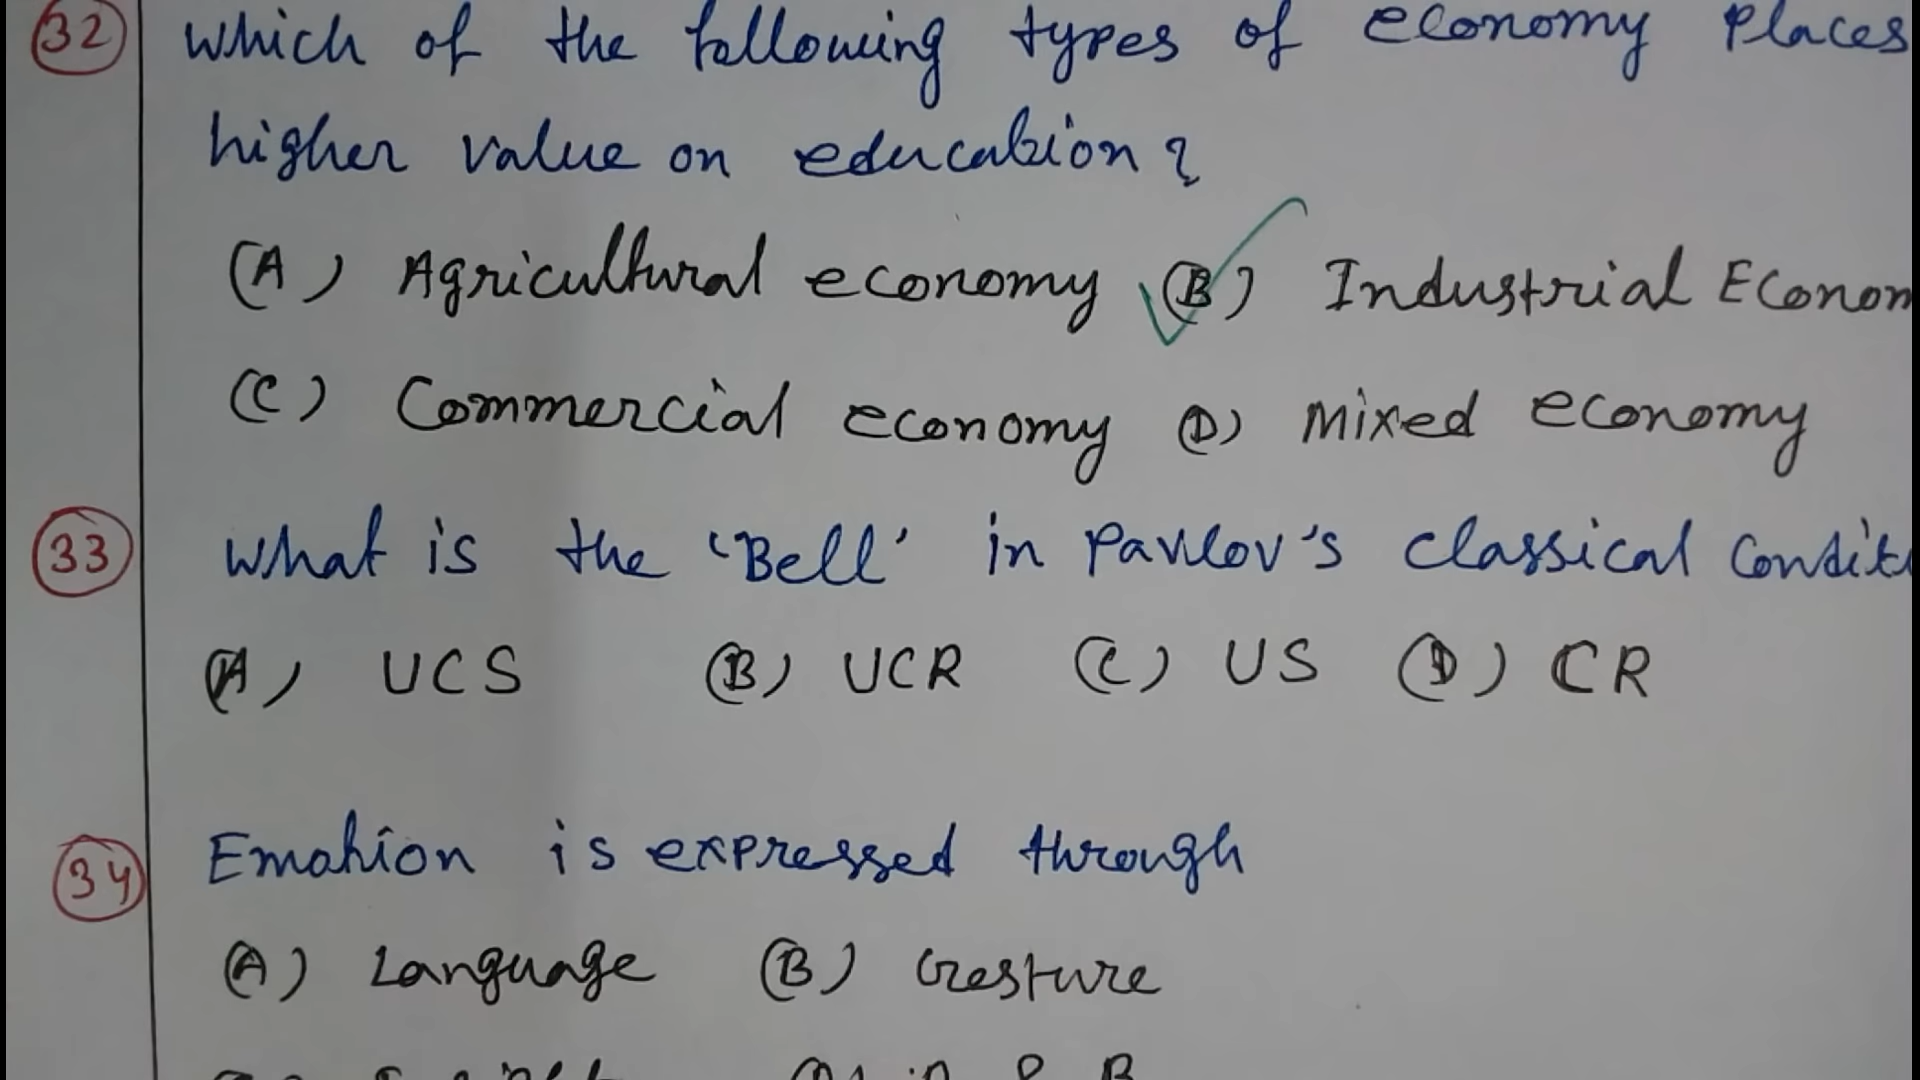 32 Which of the following types of economy Places
higher value on education?
(A) Agricultural economy (B) Industrial Econom
(C) Commercial economy (D) Mixed economy
33 What is the 'Bell' in Pavlov's classical Condit
(A) UCS (B) UCR (C) US (D) CR
34 Emotion is expressed through
(A) Language (B) Gesture